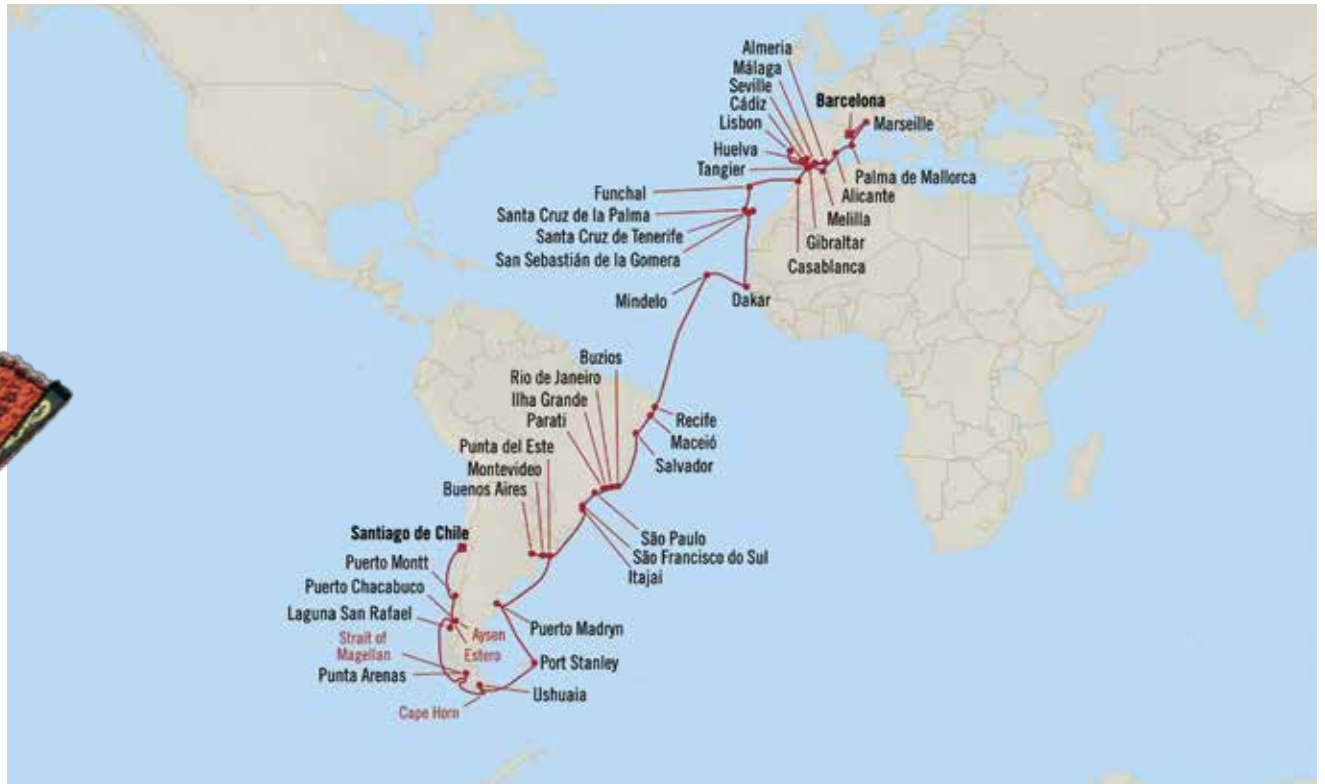 Almeria
Málaga
Seville
Cádiz
Lisbon
Barcelona
Marseille
Huelva
Tangier
Palma de Mallorca
Alicante
Melilla
Gibraltar
Casablanca
Funchal
Santa Cruz de la Palma
Santa Cruz de Tenerife
San Sebastián de la Gomera
Mindelo
Dakar
Buzios
Rio de Janeiro
Ilha Grande
Parati
Recife
Maceió
Salvador
Punta del Este
Montevideo
Buenos Aires
São Paulo
São Francisco do Sul
Itajai
Santiago de Chile
Puerto Montt
Puerto Chacabuco
Laguna San Rafael
Aysen
Estero
Strait of
Magellan
Punta Arenas
Cape Horn
Puerto Madryn
Port Stanley
Ushuaia